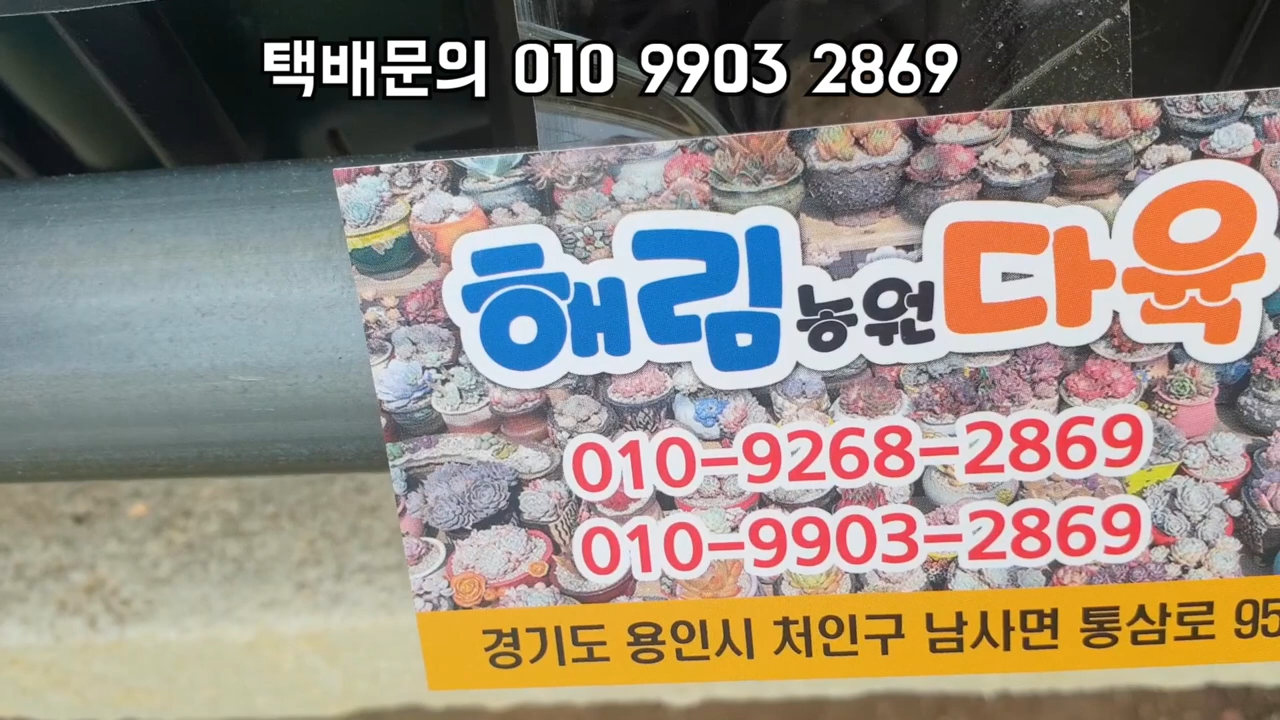 택배문의 010 9903 2869
해림농원다육
010-9268-2869
010-9903-2869
경기도 용인시 처인구 남사면 통삼로 95